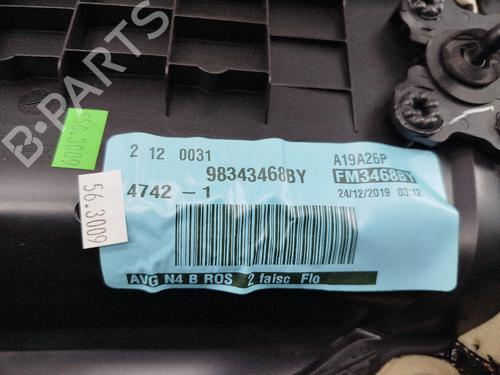 B-PARTS
56.3009
56.3009
2 12 0031
98343468BY
4742-1
A19A26P
FM3468BY
24/12/2019 03:12
AVG N4 B ROS 2 faisc Flo